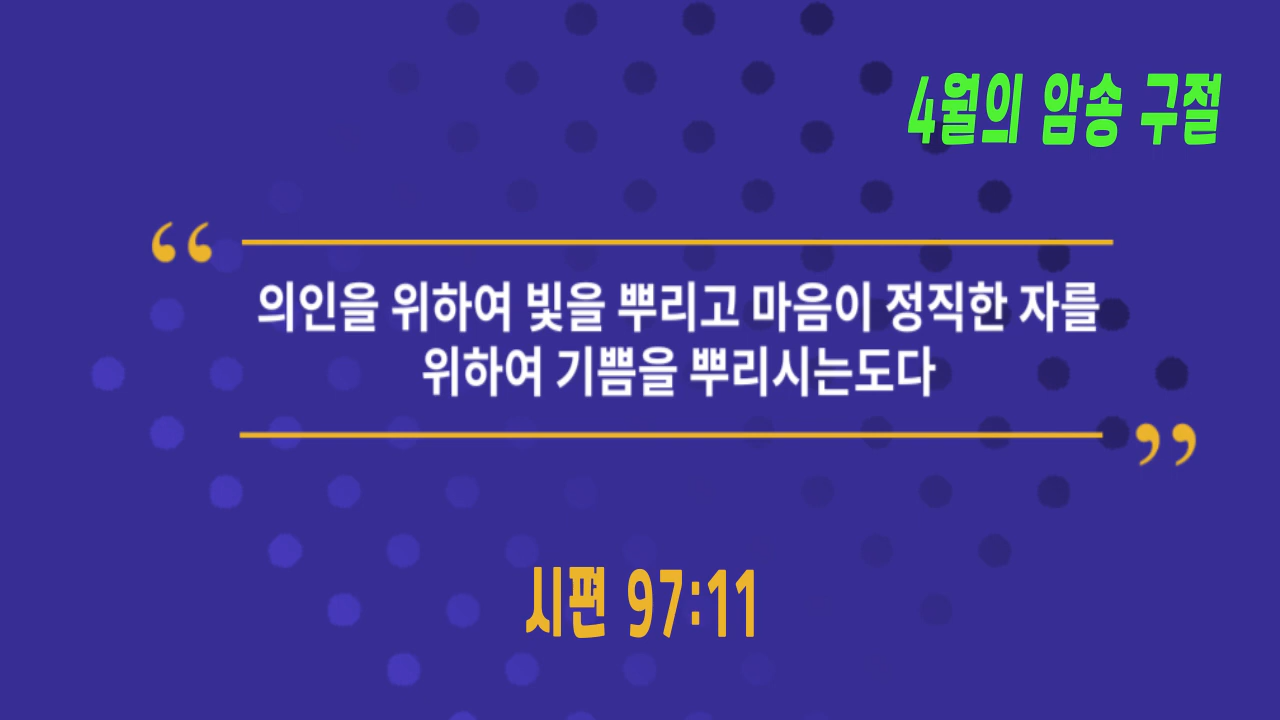 4월의 암송 구절
“
의인을 위하여 빛을 뿌리고 마음이 정직한 자를
위하여 기쁨을 뿌리시는도다
”
시편 97:11